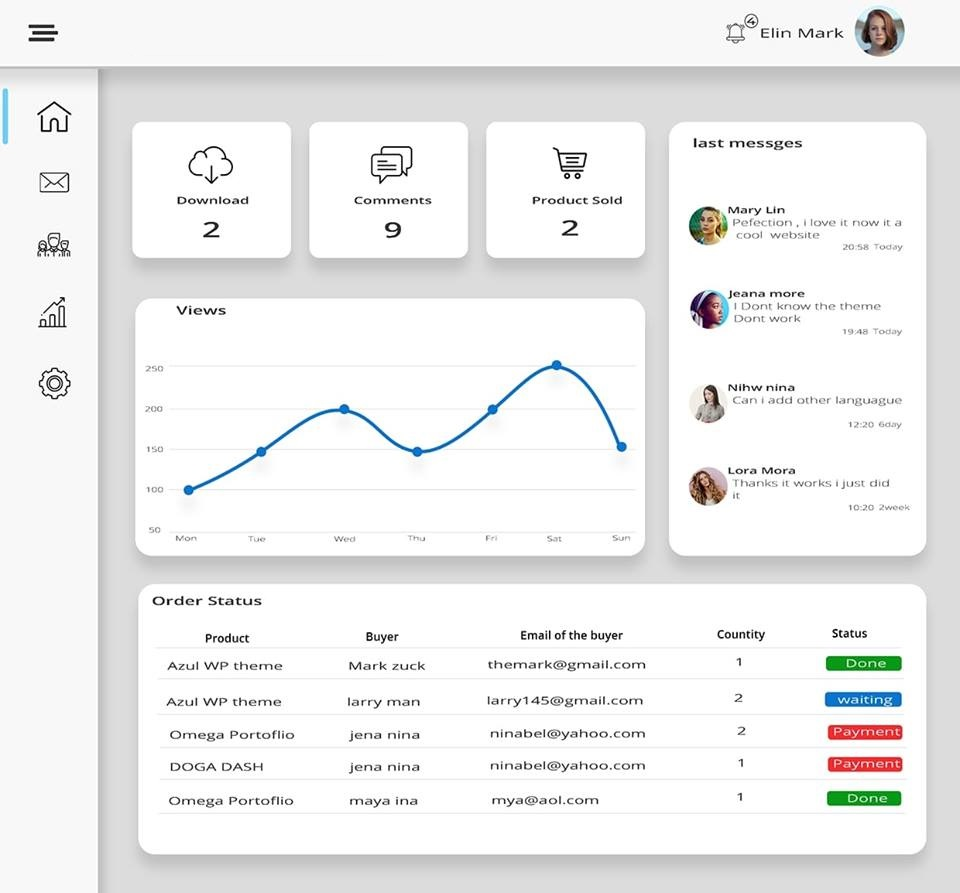 4
Elin Mark
Download
2
Comments
9
Product Sold
2
last messges
Mary Lin
Pefection , i love it now it a
cool website
20:58 Today
Jeana more
I Dont know the theme
Dont work
19:48 Today
Nihw nina
Can i add other languague
12:20 6day
Lora Mora
Thanks it works i just did
it
10:20 2week
Views
250
200
150
100
50
Mon Tue Wed Thu Fri Sat Sun
Order Status
Product Buyer Email of the buyer Countity Status
Azul WP theme Mark zuck themark@gmail.com 1 Done
Azul WP theme larry man larry145@gmail.com 2 waiting
Omega Portoflio jena nina ninabel@yahoo.com 2 Payment
DOGA DASH jena nina ninabel@yahoo.com 1 Payment
Omega Portoflio maya ina mya@aol.com 1 Done